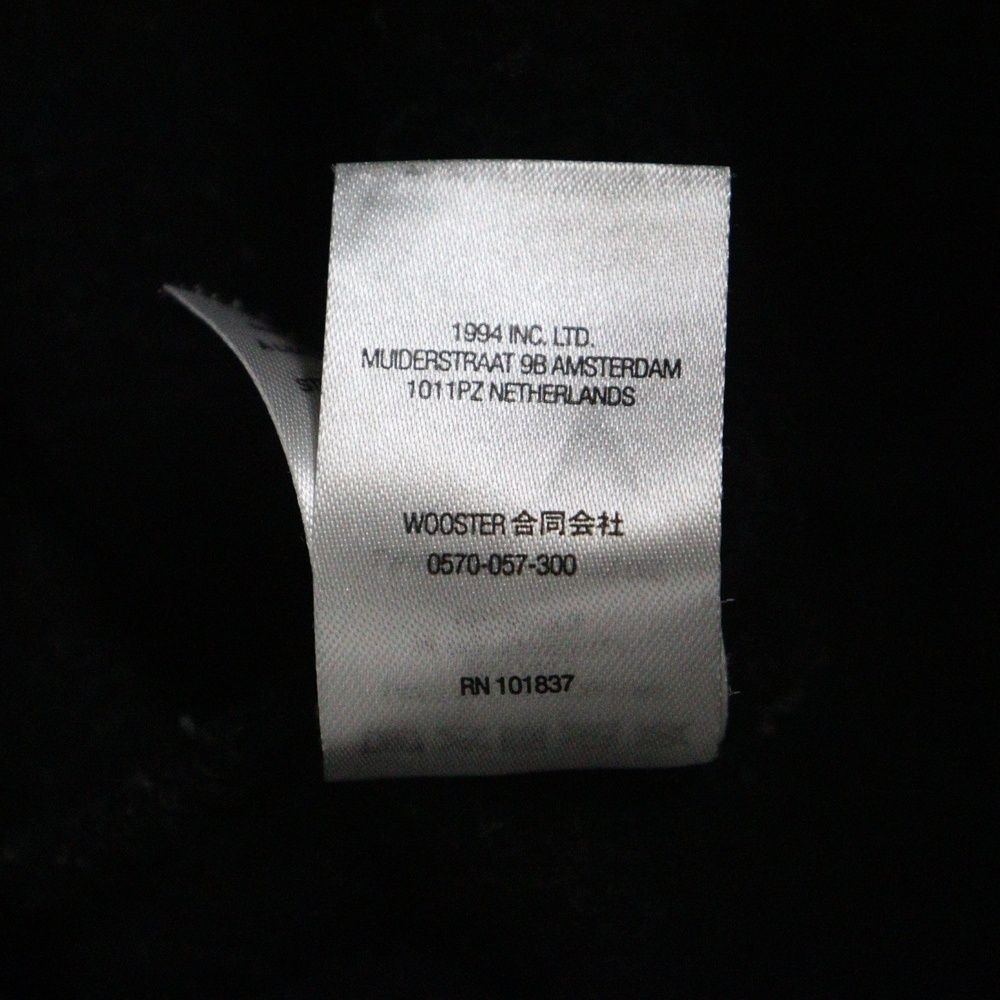 1994 INC. LTD.
MUIDERSTRAAT 9B AMSTERDAM
1011PZ NETHERLANDS
WOOSTER 合同会社
0570-057-300
RN 101837